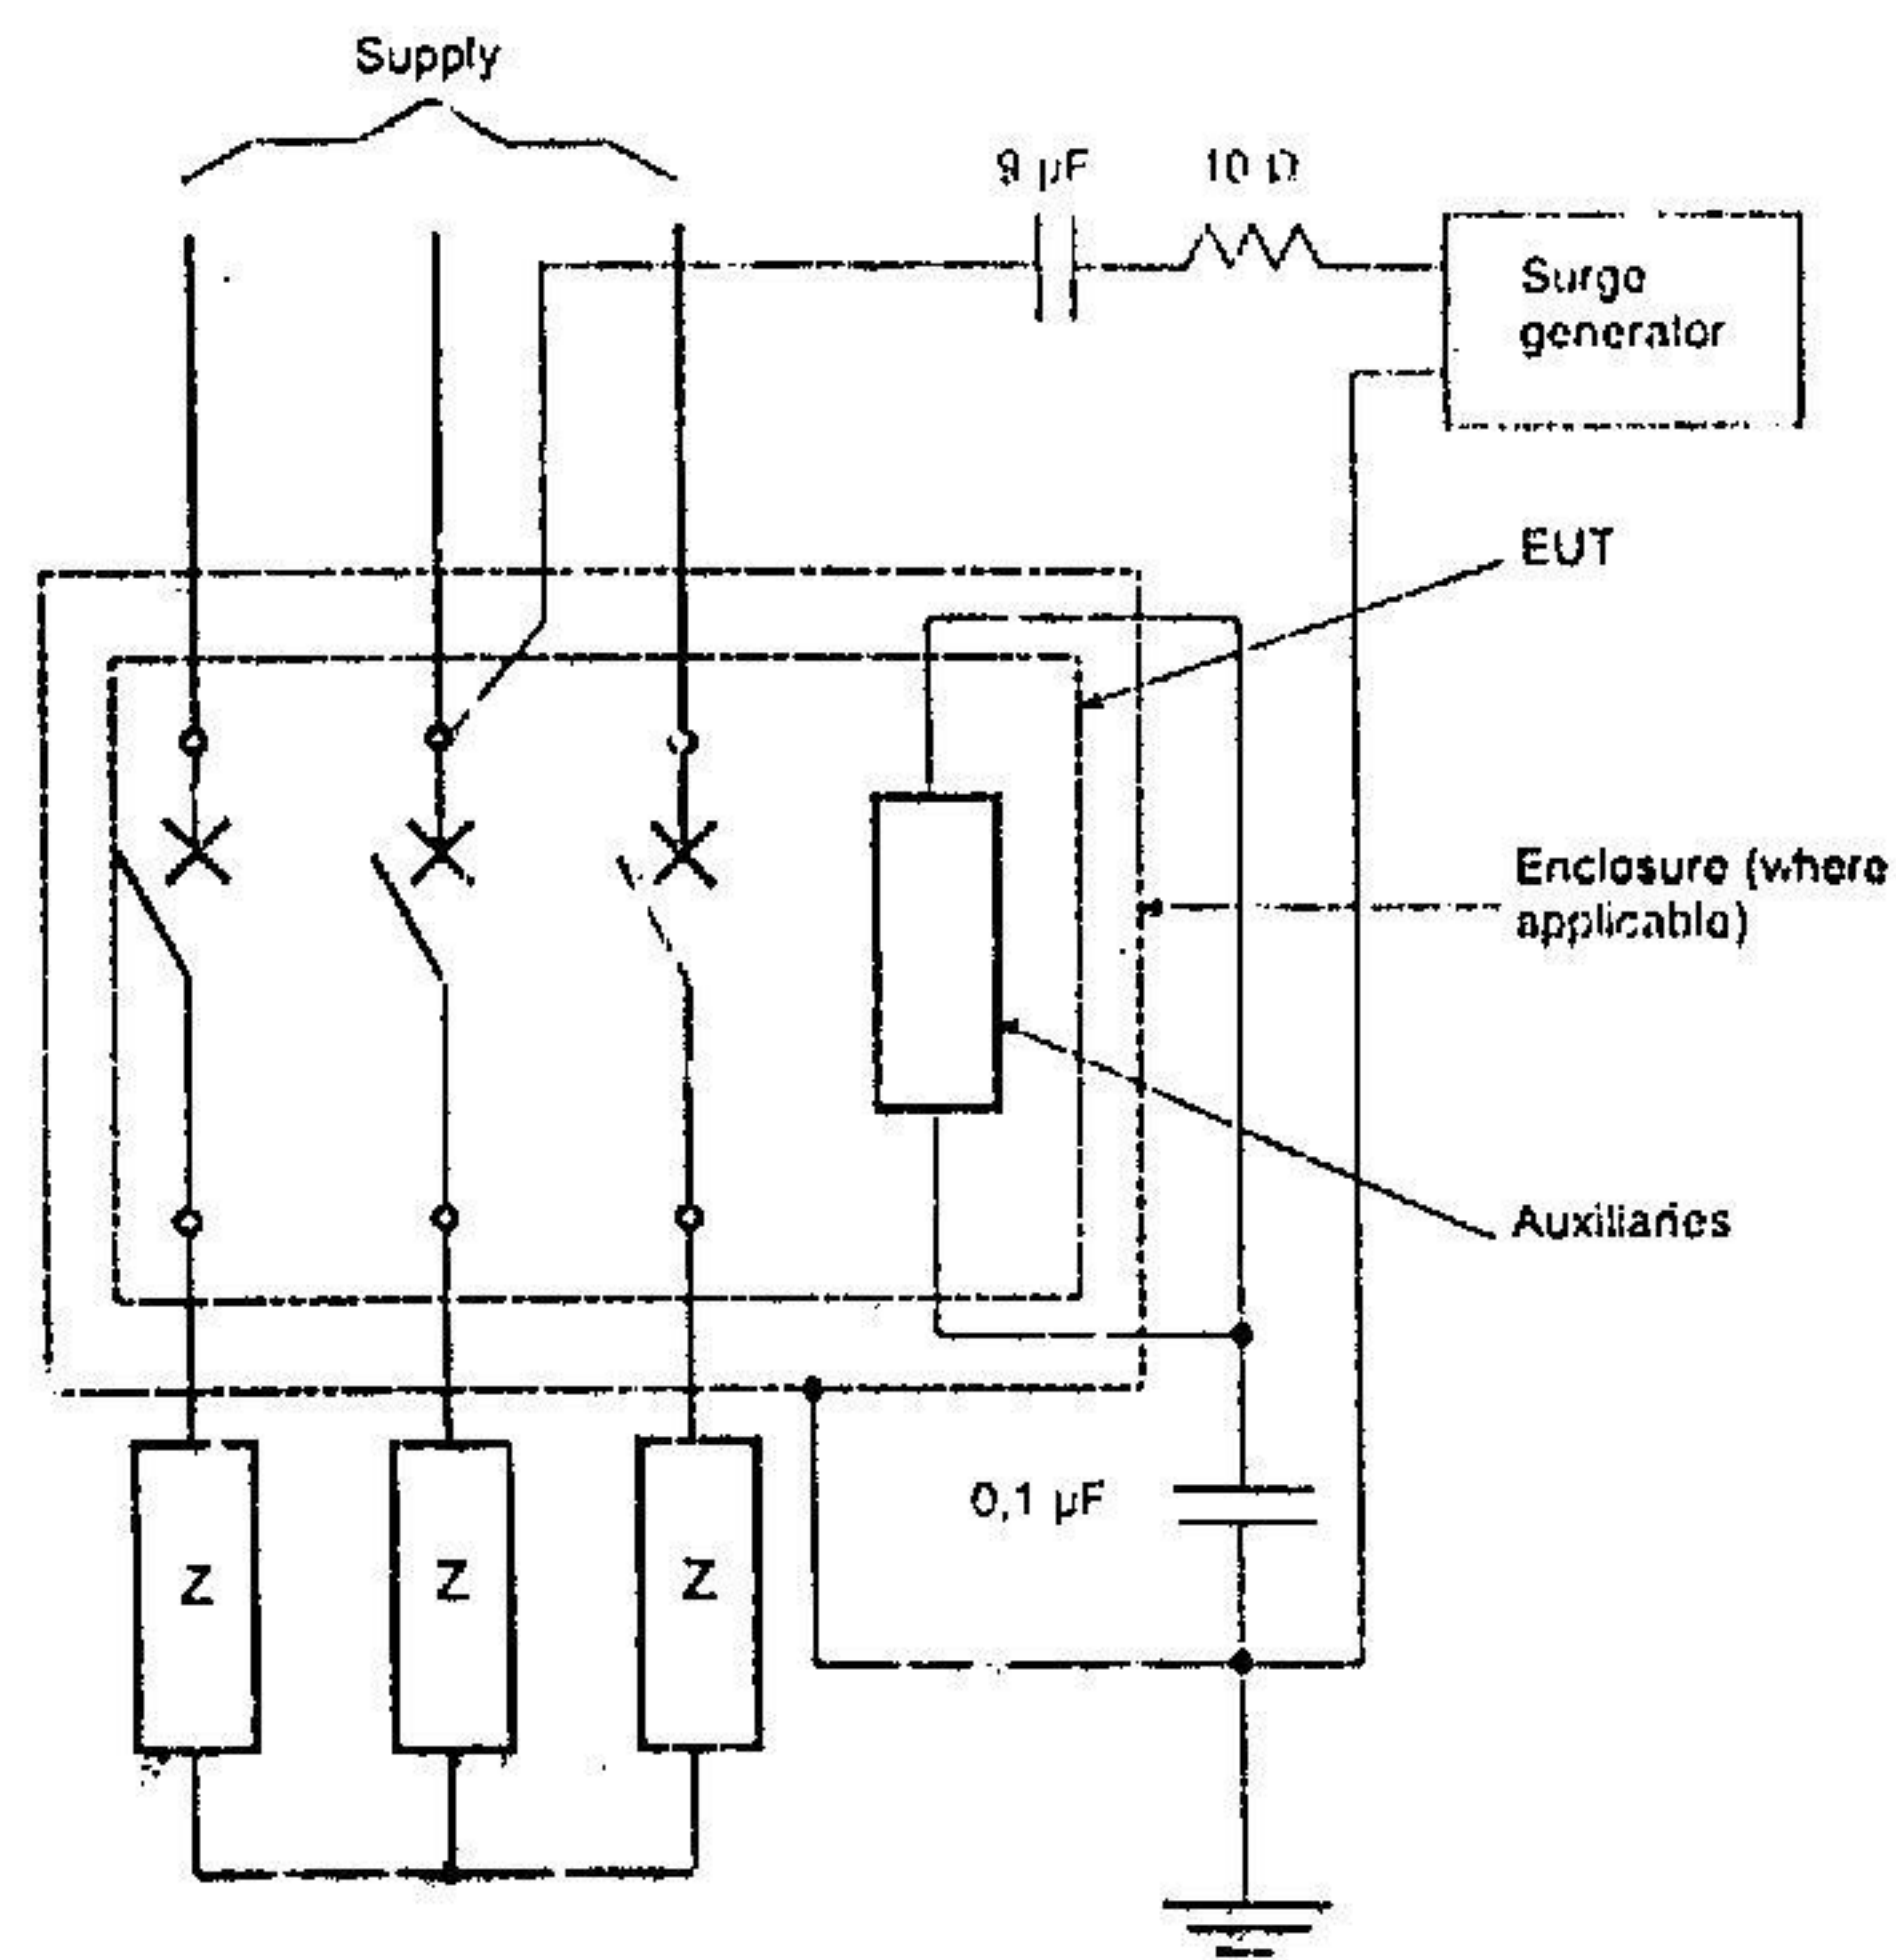 Supply
9 µF
10 Ω
Surge
generator
EUT
Enclosure (where
applicable)
Auxiliaries
0,1 µF
Z
Z
Z